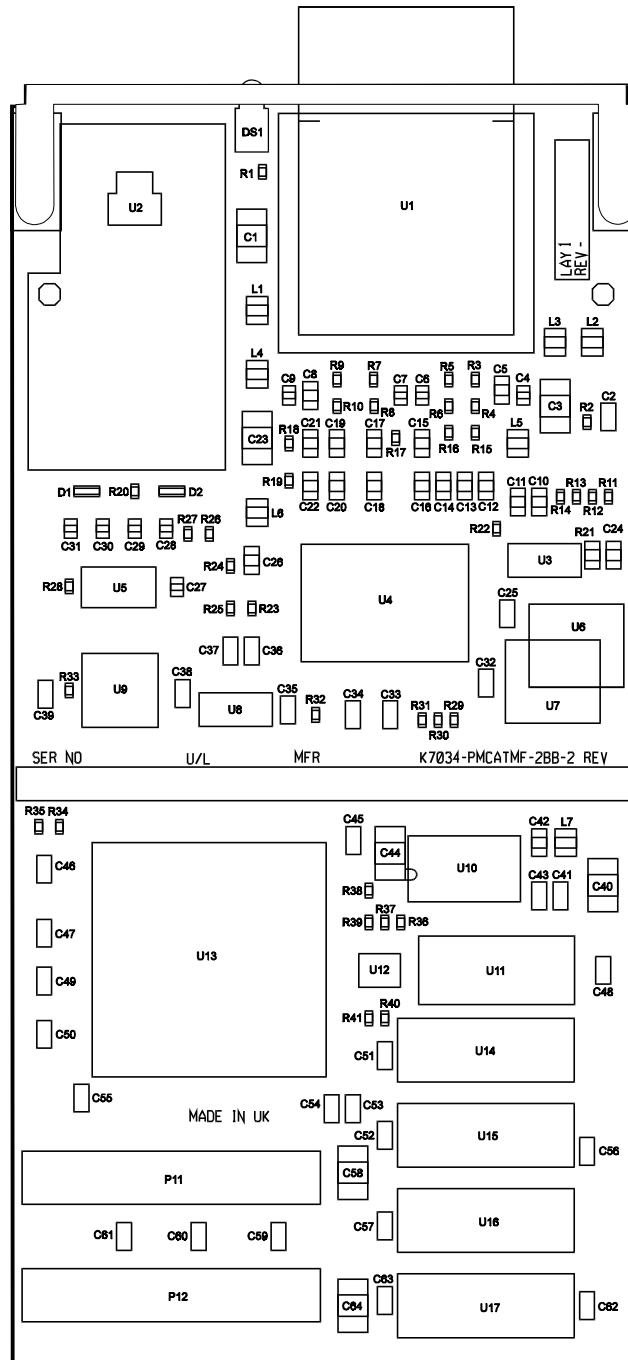 DS1
R1
U2
U1
C1
LAY 1
REV -
L1
L3 L2
L4
R9 R7 R5 R3 C5
C9 C8 C7 C6 C4
C3 C2
R10 R8 R6 R4
C21 C19 C17 C15 L5 R2
C23 R18 R17 R16 R15
R19
D1 R20 D2
C22 C20 C18 C16 C14 C13 C12 C11 C10 R13 R11
R14 R12
L6
R27 R26 R22
C31 C30 C29 C28 R21 C24
C26 U3
R24
R28 U5 C27
U4
R25 R23 C25
U6
C37 C36
C32
R33 C38
U9 U7
C39 U8 C35 R32 C34 C33 R31 R29
R30
SER NO U/L MFR K7034-PMCATMF-2BB-2 REV
R35 R34 C45 C42 L7
C46 C44 U10
C43 C41 C40
R38
R39 R37 R36
C47
U13
U12 U11
C49 C48
R41 R40
C50 U14
C51
C55 C54 C53
MADE IN UK
C52 U15
C56
P11 C58
C61 C60 C59 C57 U16
C63
P12 C64 U17 C62